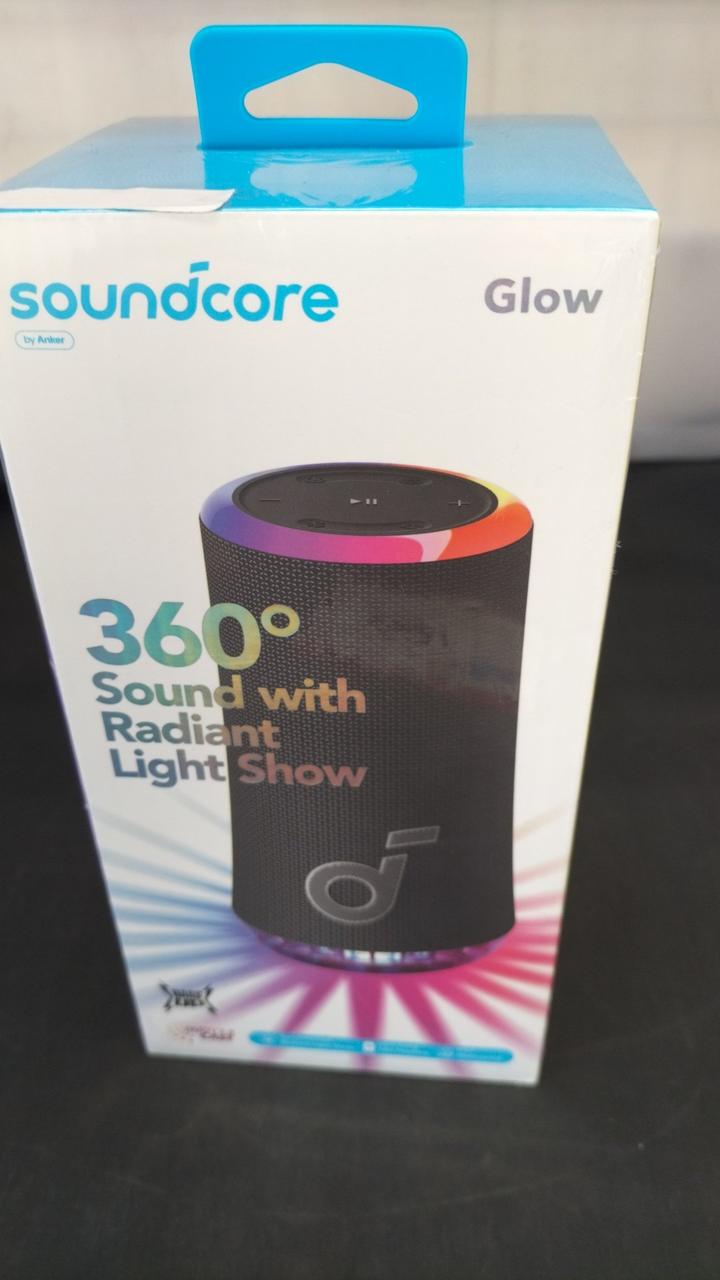 soundcore
Glow
by Anker
360°
Sound with
Radiant
Light Show